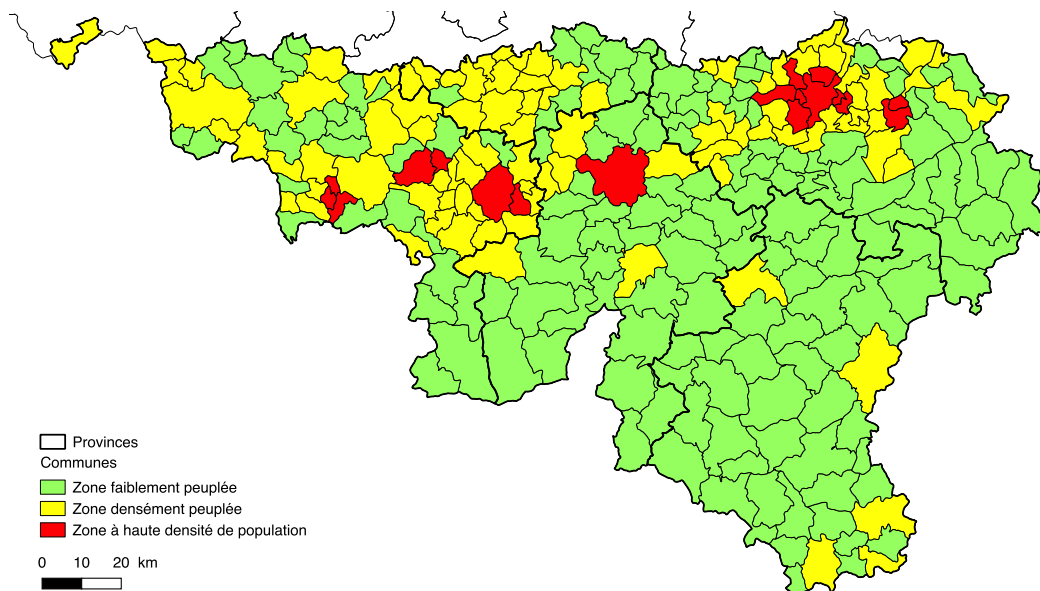 Provinces
Communes
Zone faiblement peuplée
Zone densément peuplée
Zone à haute densité de population
0 10 20 km